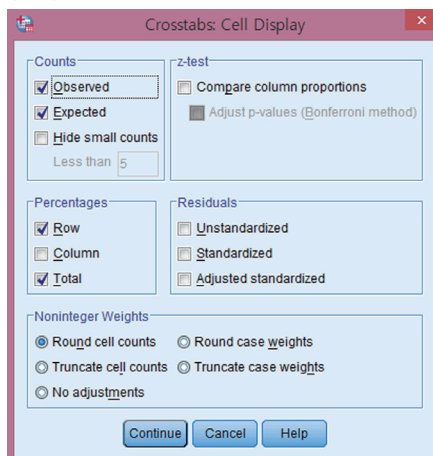 Crosstabs: Cell Display
Counts
Observed
Expected
Hide small counts
Less than 5
z-test
Compare column proportions
Adjust p-values (Bonferroni method)
Percentages
Row
Column
Total
Residuals
Unstandardized
Standardized
Adjusted standardized
Noninteger Weights
Round cell counts
Round case weights
Truncate cell counts
Truncate case weights
No adjustments
Continue
Cancel
Help